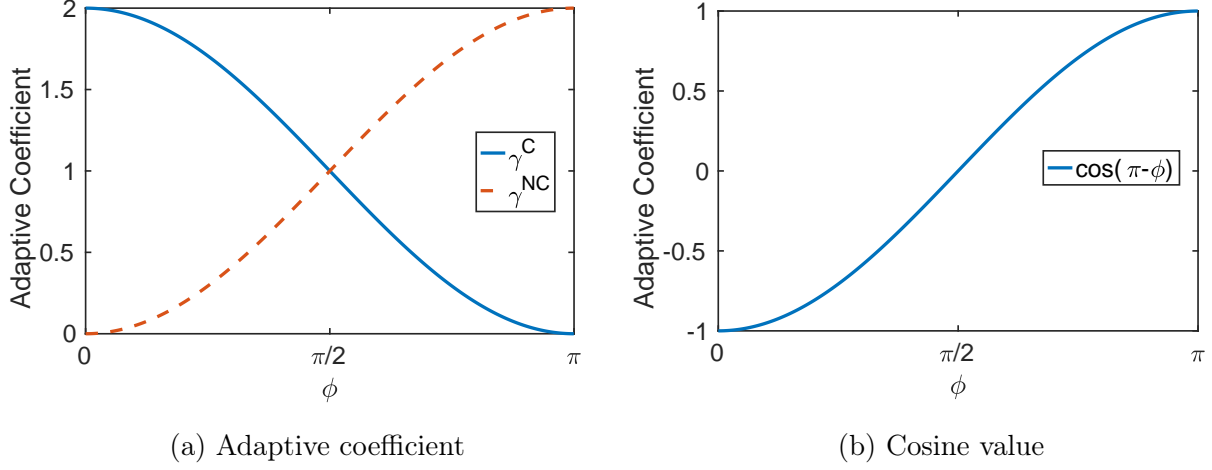 2
1.5
1
0.5
0
0
π/2
π
ϕ
Adaptive Coefficient
γ^C
γ^NC
(a) Adaptive coefficient
1
0.5
0
-0.5
-1
0
π/2
π
ϕ
Adaptive Coefficient
cos( π-ϕ)
(b) Cosine value